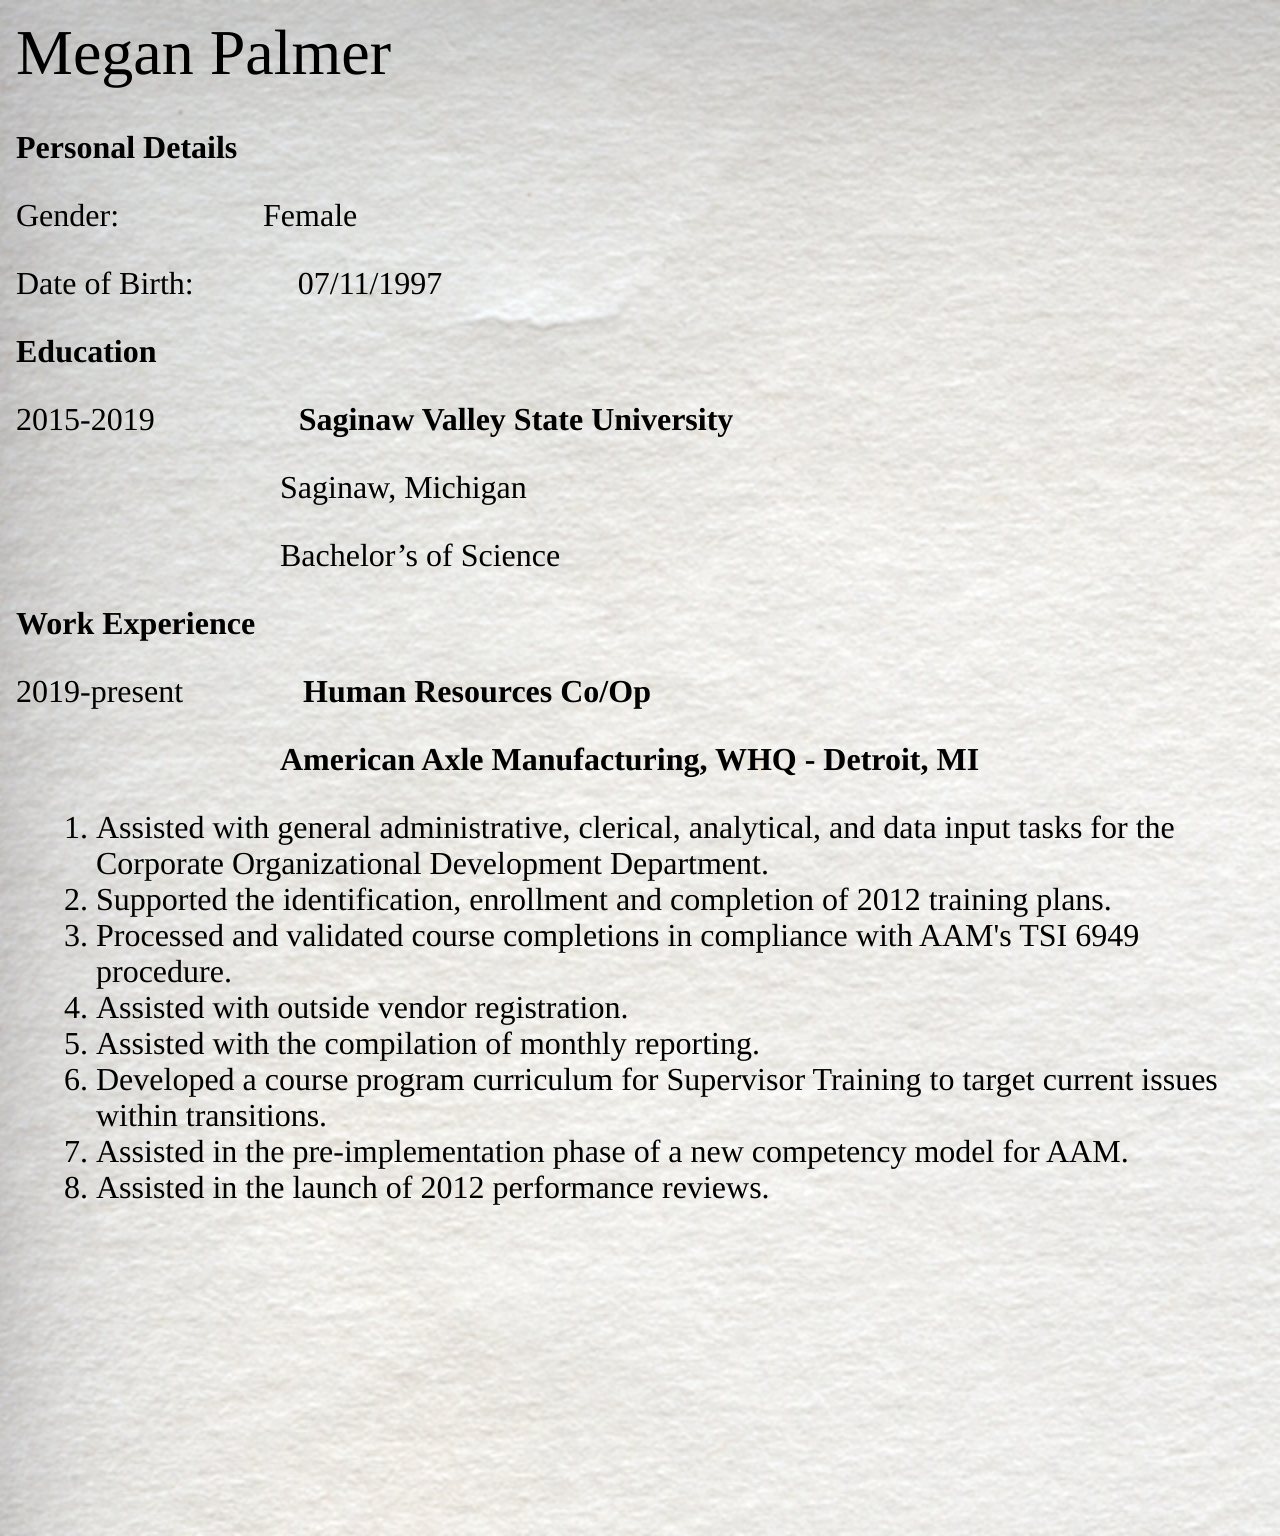 Megan Palmer
Personal Details
Gender: Female
Date of Birth: 07/11/1997
Education
2015-2019 Saginaw Valley State University
Saginaw, Michigan
Bachelor’s of Science
Work Experience
2019-present Human Resources Co/Op
American Axle Manufacturing, WHQ - Detroit, MI
1. Assisted with general administrative, clerical, analytical, and data input tasks for the
Corporate Organizational Development Department.
2. Supported the identification, enrollment and completion of 2012 training plans.
3. Processed and validated course completions in compliance with AAM's TSI 6949
procedure.
4. Assisted with outside vendor registration.
5. Assisted with the compilation of monthly reporting.
6. Developed a course program curriculum for Supervisor Training to target current issues
within transitions.
7. Assisted in the pre-implementation phase of a new competency model for AAM.
8. Assisted in the launch of 2012 performance reviews.